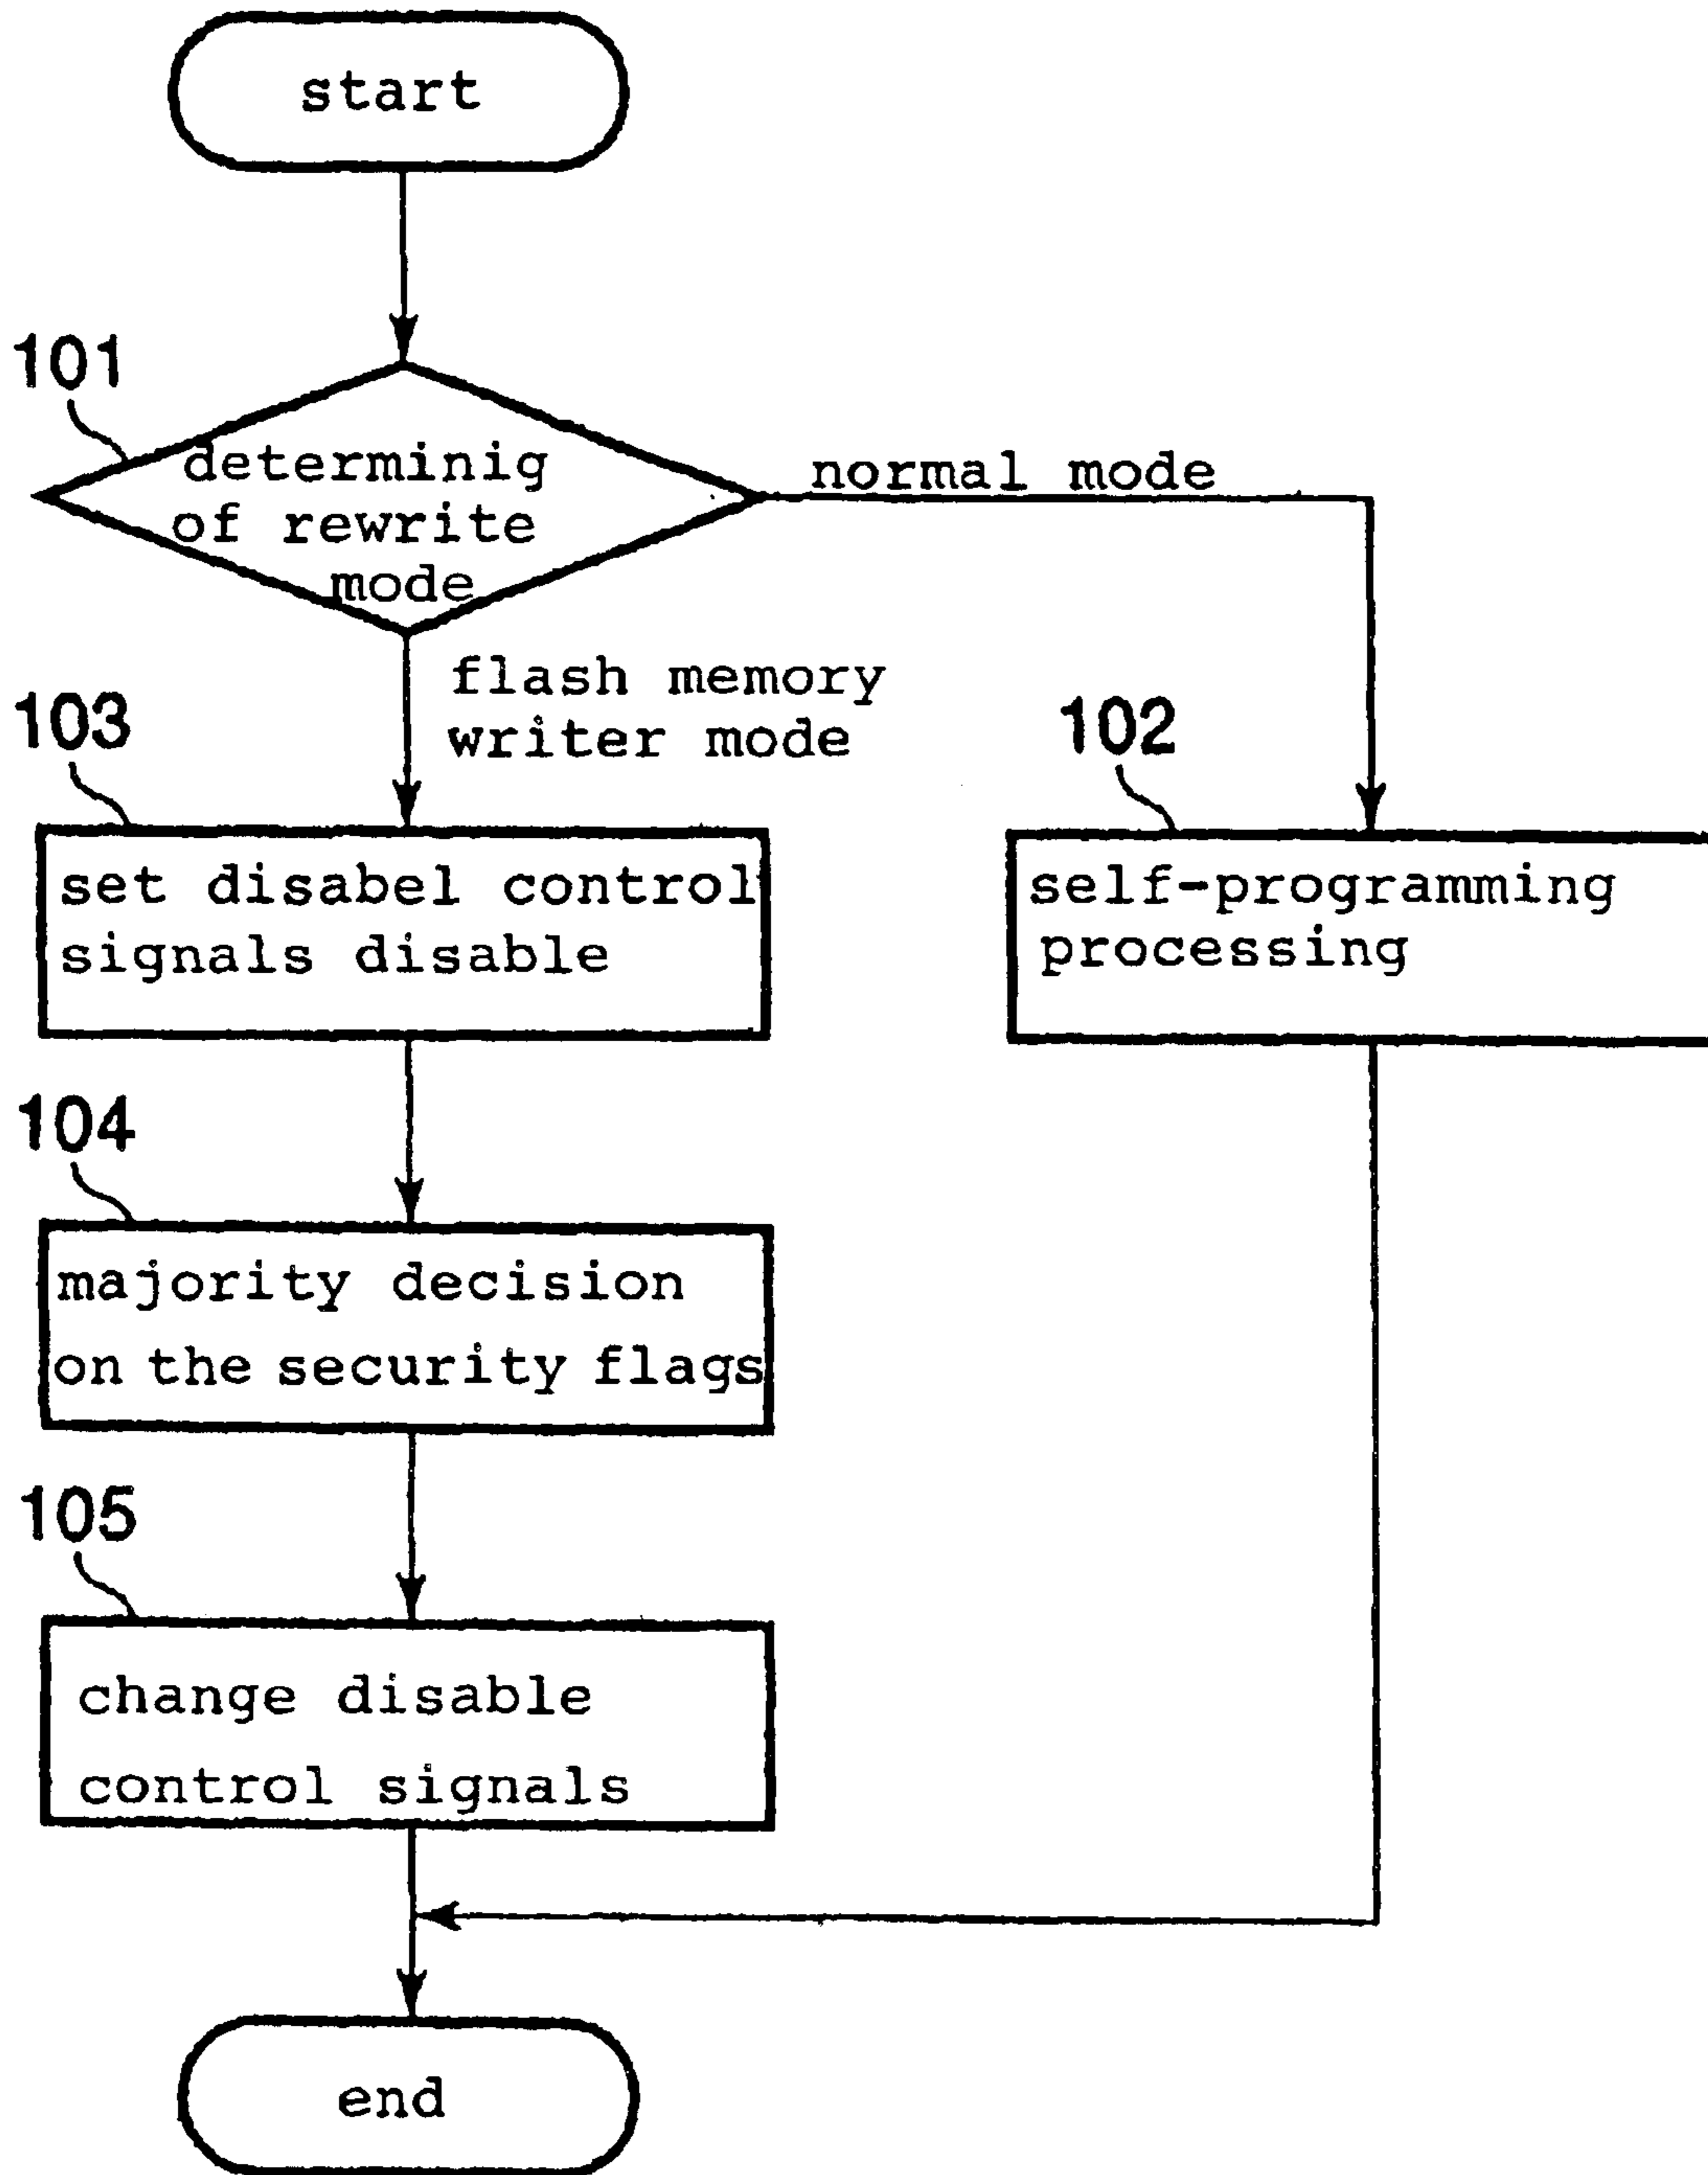 start
101
determinig
of rewrite
mode
normal mode
flash memory
writer mode
103
set disabel control
signals disable
102
self-programming
processing
104
majority decision
on the security flags
105
change disable
control signals
end